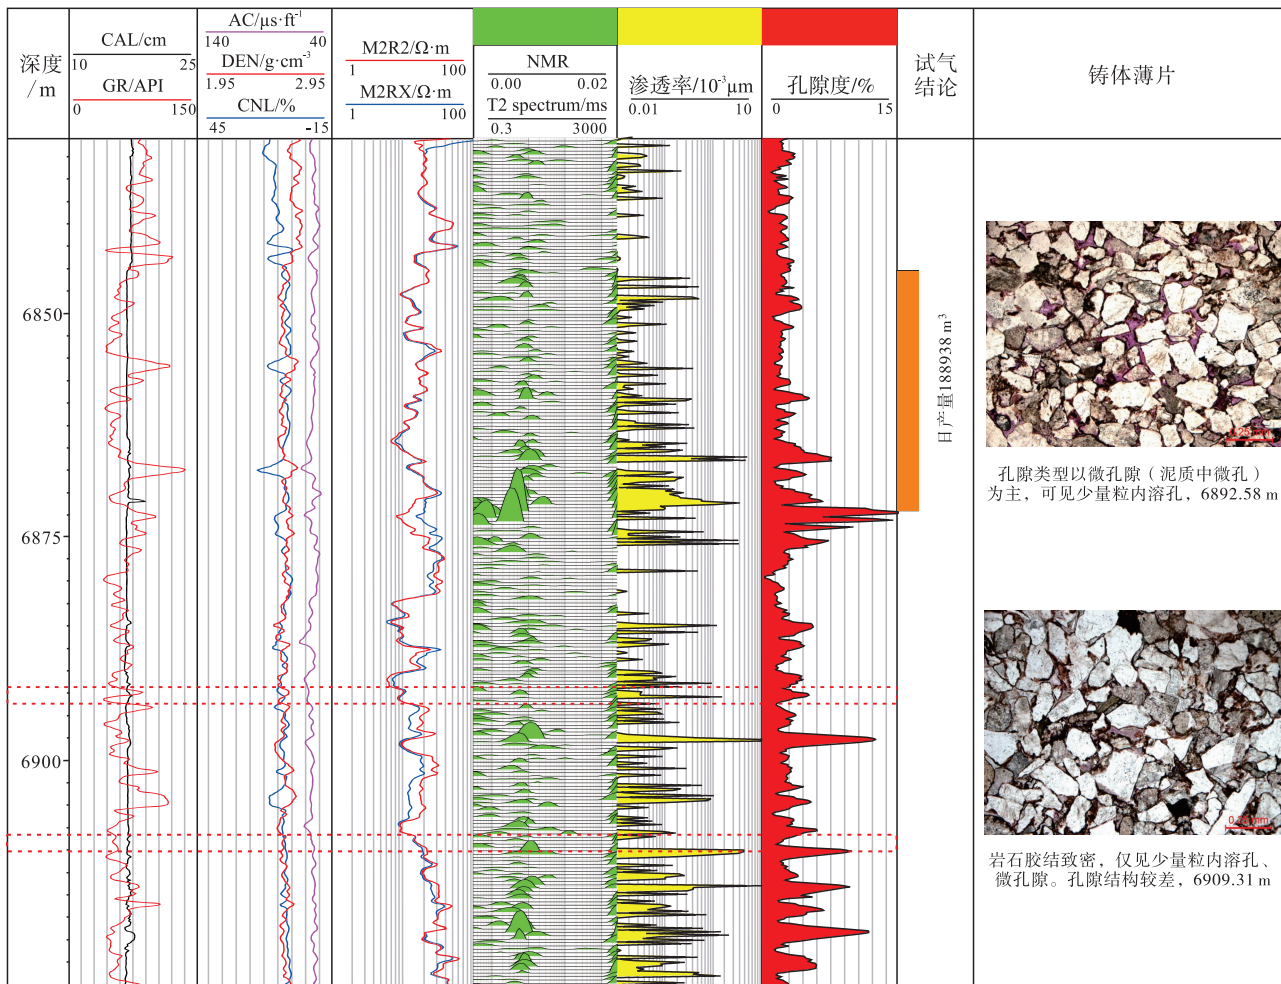 深度
/m
CAL/cm
10 25
GR/API
0 150
AC/μs·ft⁻¹
140 40
DEN/g·cm⁻³
1.95 2.95
CNL/%
45 -15
M2R2/Ω·m
1 100
M2RX/Ω·m
1 100
NMR
0.00 0.02
T2 spectrum/ms
0.3 3000
渗透率/10⁻³μm
0.01 10
孔隙度/%
0 15
试气
结论
铸体薄片
6850
6875
6900
日产量188938 m³
孔隙类型以微孔隙（泥质中微孔）
为主，可见少量粒内溶孔，6892.58 m
岩石胶结致密，仅见少量粒内溶孔、
微孔隙。孔隙结构较差，6909.31 m